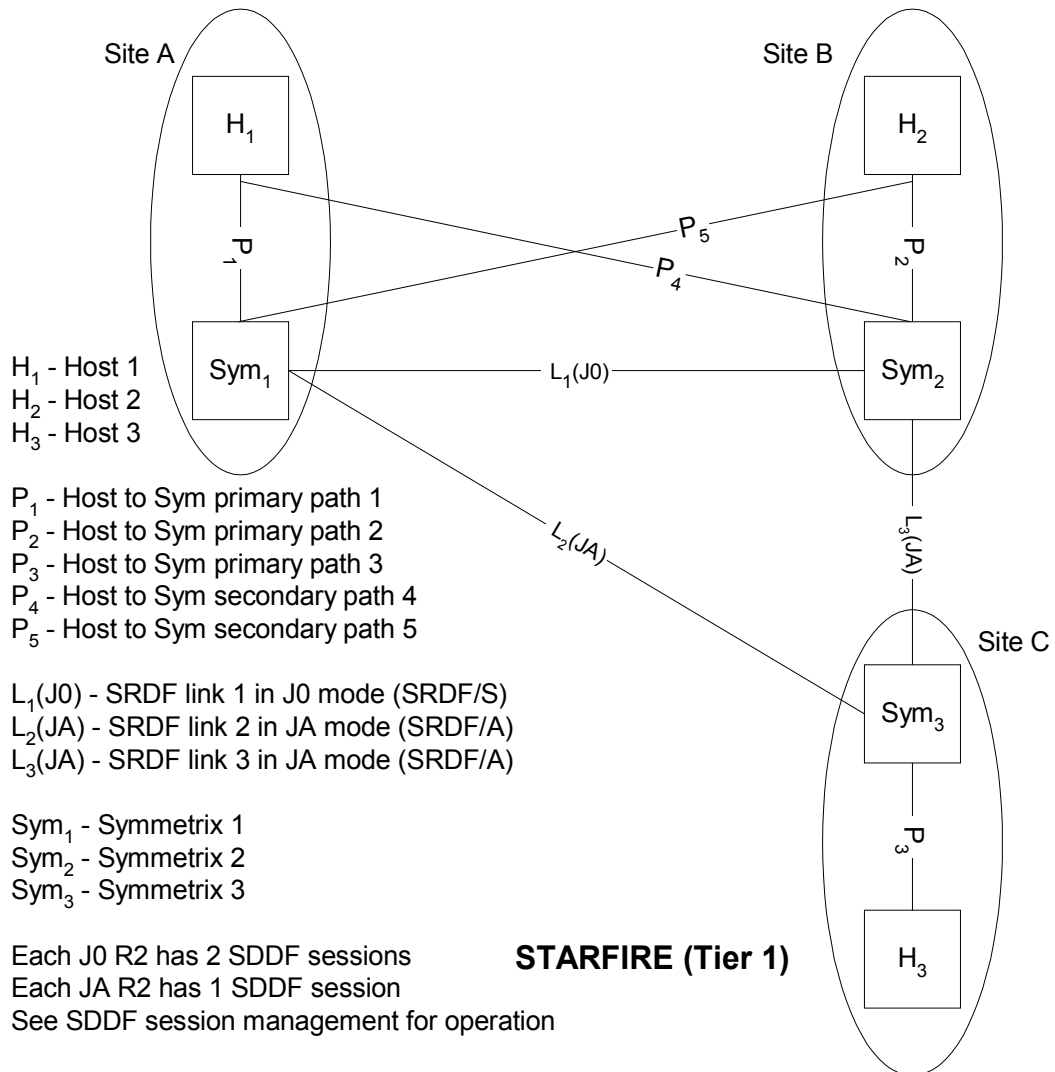 Site A
Site B
H₁
H₂
P₁
P₅
P₄
P₂
Sym₁
L₁(J0)
Sym₂
H₁ - Host 1
H₂ - Host 2
H₃ - Host 3
P₁ - Host to Sym primary path 1
P₂ - Host to Sym primary path 2
P₃ - Host to Sym primary path 3
P₄ - Host to Sym secondary path 4
P₅ - Host to Sym secondary path 5
L₂(JA)
L₃(JA)
Site C
L₁(J0) - SRDF link 1 in J0 mode (SRDF/S)
L₂(JA) - SRDF link 2 in JA mode (SRDF/A)
L₃(JA) - SRDF link 3 in JA mode (SRDF/A)
Sym₃
Sym₁ - Symmetrix 1
Sym₂ - Symmetrix 2
Sym₃ - Symmetrix 3
P₃
Each J0 R2 has 2 SDDF sessions
Each JA R2 has 1 SDDF session
See SDDF session management for operation
STARFIRE (Tier 1)
H₃